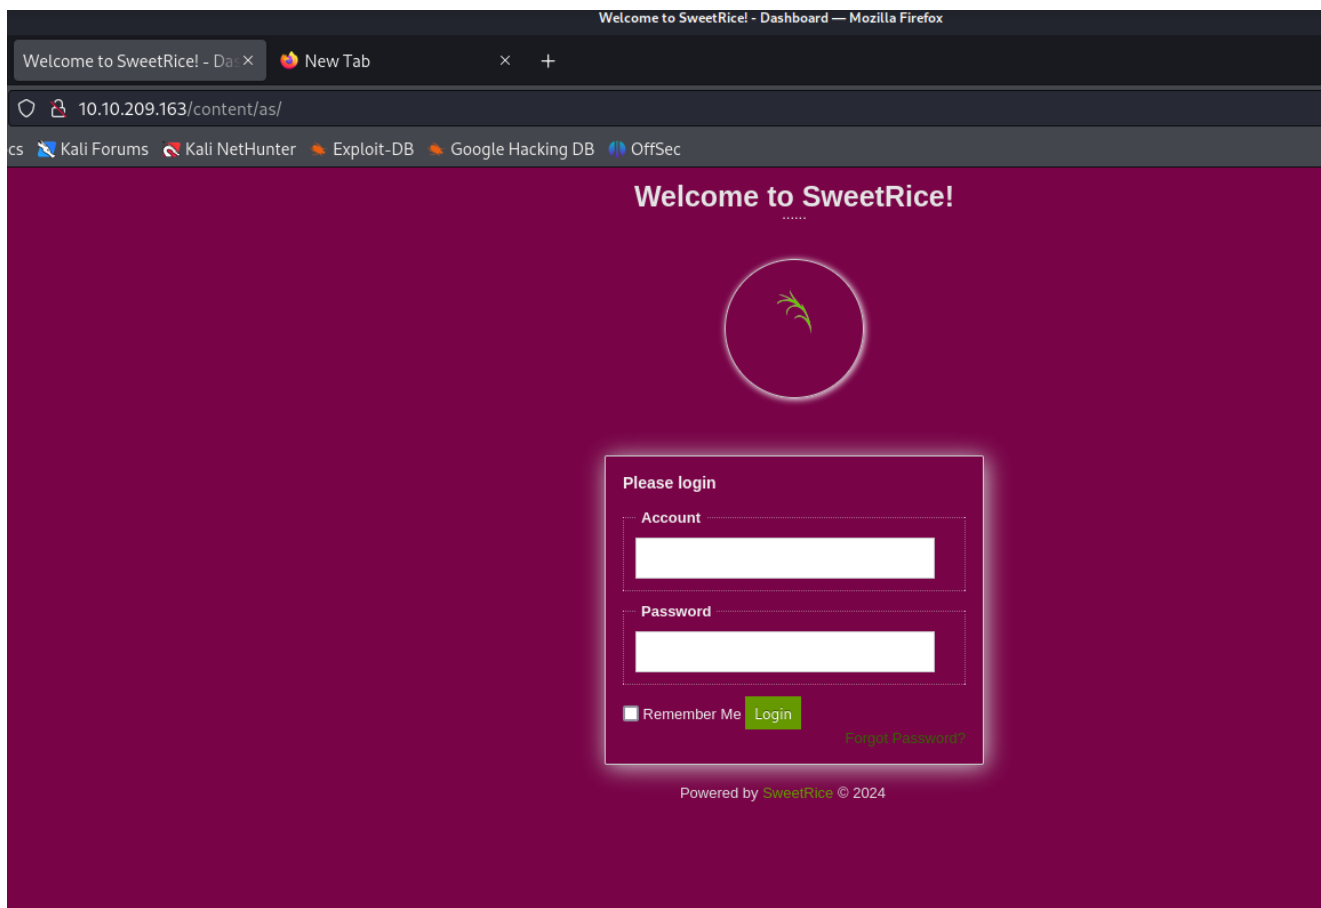 Welcome to SweetRice! - Dashboard — Mozilla Firefox
Welcome to SweetRice! - Das × New Tab × +
10.10.209.163/content/as/
cs Kali Forums Kali NetHunter Exploit-DB Google Hacking DB OffSec
Welcome to SweetRice!
......
Please login
Account
Password
Remember Me Login
Forgot Password?
Powered by SweetRice © 2024